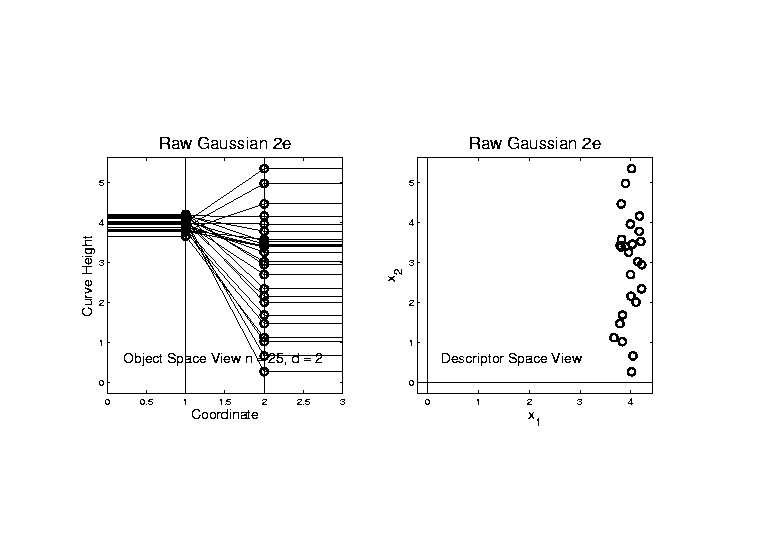 Raw Gaussian 2e
Curve Height
5
4
3
2
1
0
Object Space View n = 25, d = 2
0 0.5 1 1.5 2 2.5 3
Coordinate
Raw Gaussian 2e
x2
5
4
3
2
1
0
Descriptor Space View
0 1 2 3 4
x1